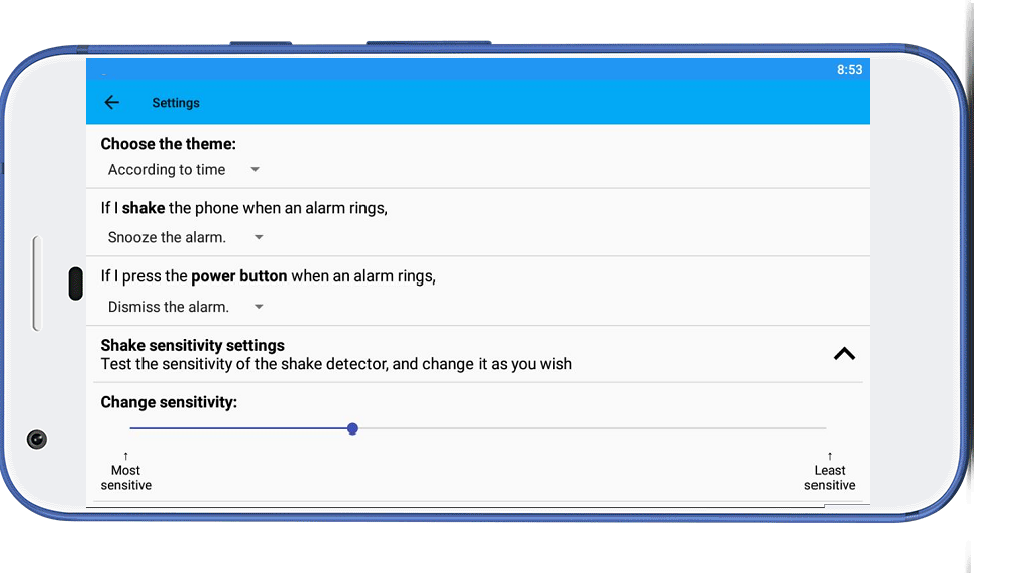 8:53
Settings
Choose the theme:
According to time
If I shake the phone when an alarm rings,
Snooze the alarm.
If I press the power button when an alarm rings,
Dismiss the alarm.
Shake sensitivity settings
Test the sensitivity of the shake detector, and change it as you wish
Change sensitivity:
↑ ↑
Most Least
sensitive sensitive